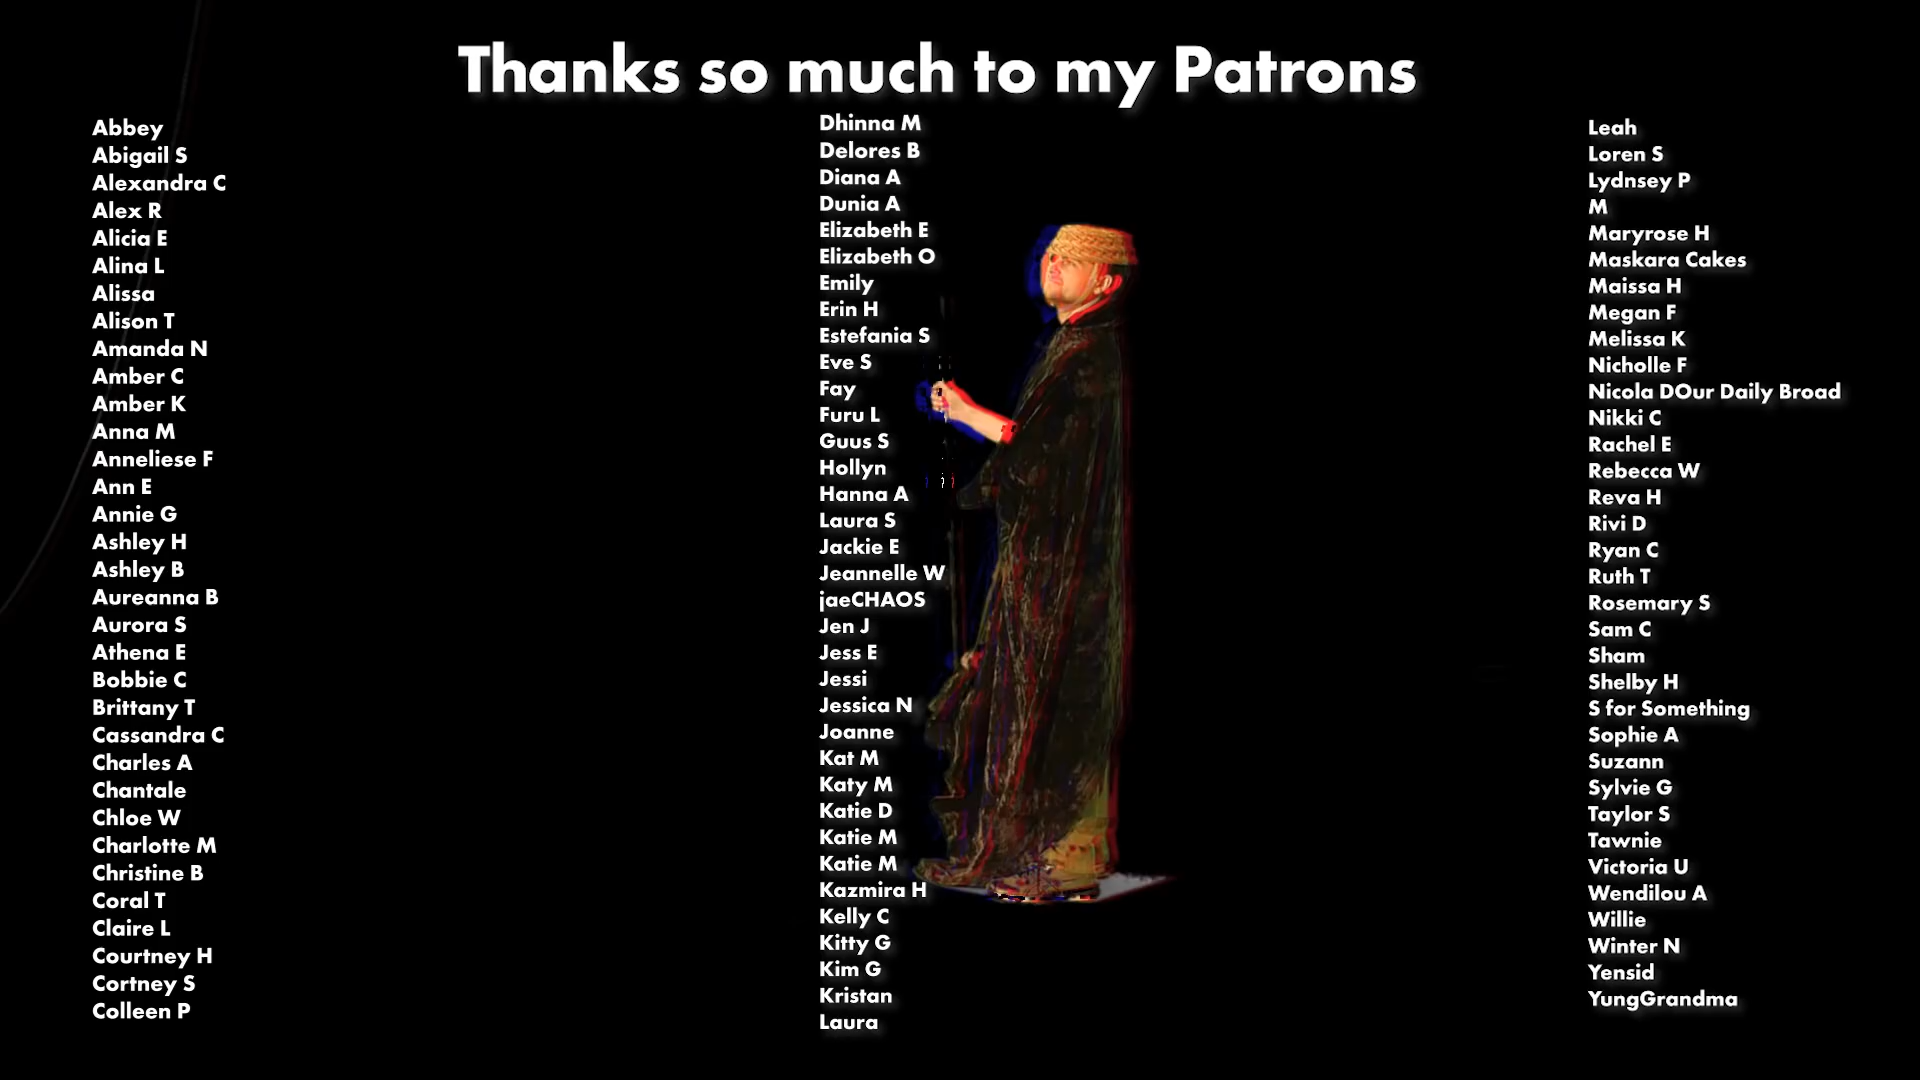 Thanks so much to my Patrons
Abbey
Abigail S
Alexandra C
Alex R
Alicia E
Alina L
Alissa
Alison T
Amanda N
Amber C
Amber K
Anna M
Anneliese F
Ann E
Annie G
Ashley H
Ashley B
Aureanna B
Aurora S
Athena E
Bobbie C
Brittany T
Cassandra C
Charles A
Chantale
Chloe W
Charlotte M
Christine B
Coral T
Claire L
Courtney H
Cortney S
Colleen P
Dhinna M
Delores B
Diana A
Dunia A
Elizabeth E
Elizabeth O
Emily
Erin H
Estefania S
Eve S
Fay
Furu L
Guus S
Hollyn
Hanna A
Laura S
Jackie E
Jeannelle W
jaeCHAOS
Jen J
Jess E
Jessi
Jessica N
Joanne
Kat M
Katy M
Katie D
Katie M
Katie M
Kazmira H
Kelly C
Kitty G
Kim G
Kristan
Laura
Leah
Loren S
Lydnsey P
M
Maryrose H
Maskara Cakes
Maissa H
Megan F
Melissa K
Nicholle F
Nicola DOur Daily Broad
Nikki C
Rachel E
Rebecca W
Reva H
Rivi D
Ryan C
Ruth T
Rosemary S
Sam C
Sham
Shelby H
S for Something
Sophie A
Suzann
Sylvie G
Taylor S
Tawnie
Victoria U
Wendilou A
Willie
Winter N
Yensid
YungGrandma